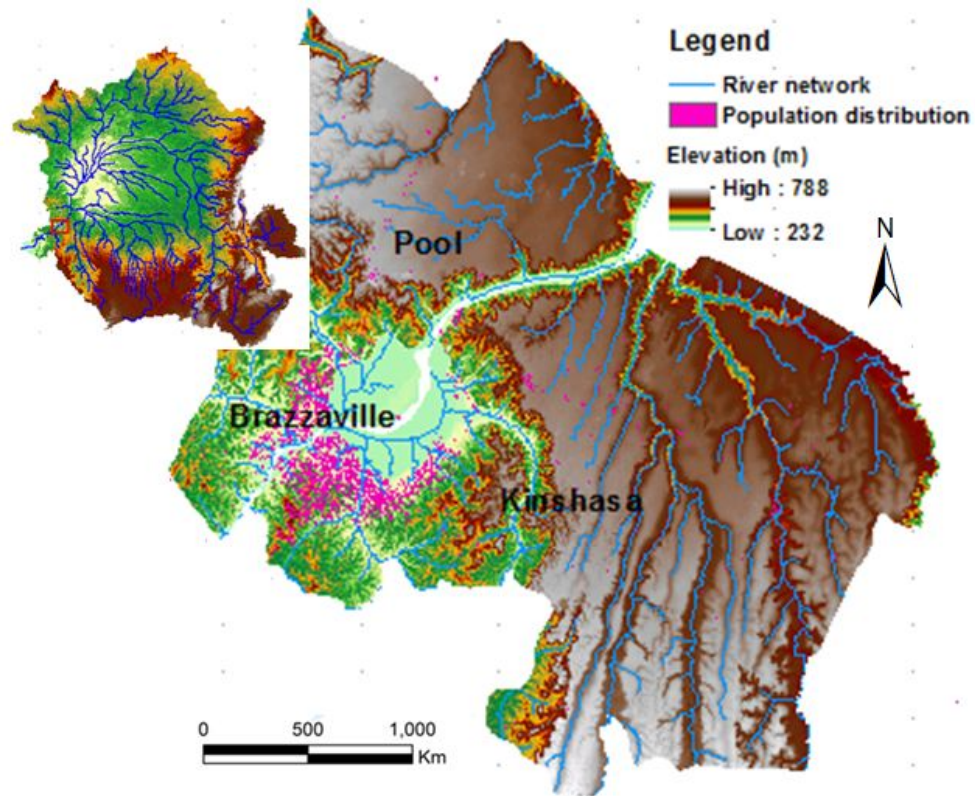 Legend
River network
Population distribution
Elevation (m)
High : 788
Low : 232
N
Pool
Brazzaville
Kinshasa
0 500 1,000
Km